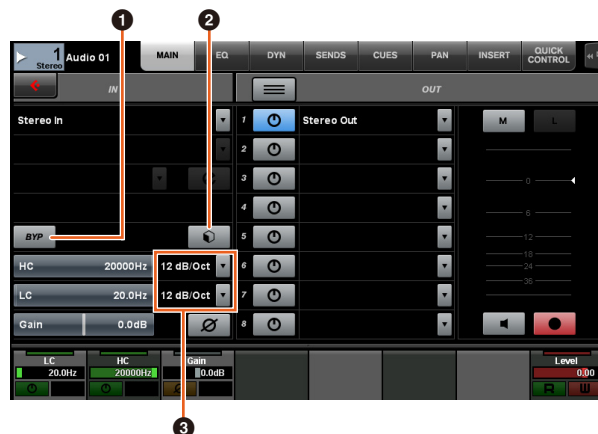 1 2
1 Stereo Audio 01 MAIN EQ DYN SENDS CUES PAN INSERT QUICK CONTROL
IN OUT
Stereo In 1 Stereo Out M L
2
3 0
4 6
BYP 5 12
18
HC 20000Hz 12 dB/Oct 6 24
36
LC 20.0Hz 12 dB/Oct 7
Gain 0.0dB Ø 8
LC HC Gain Level
20.0Hz 20000Hz 0.0dB 0.00
R W
3